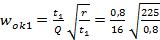 w_{ok1} = \frac{t_1}{Q} \sqrt{\frac{r}{t_1}} = \frac{0,8}{16} \sqrt{\frac{225}{0,8}}